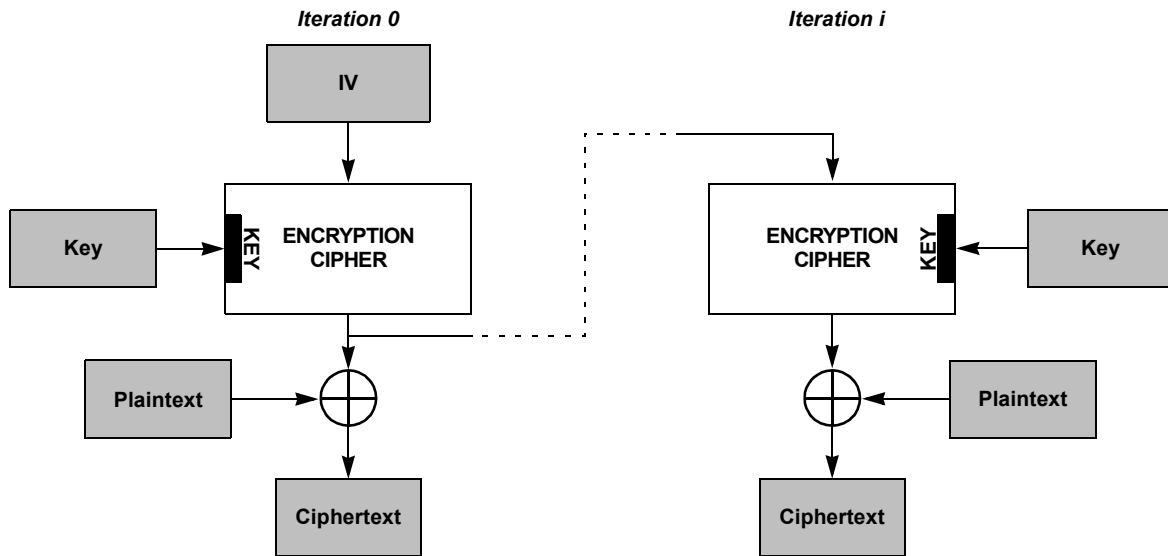 Iteration 0
Iteration i
IV
Key
KEY
ENCRYPTION
CIPHER
ENCRYPTION
CIPHER
KEY
Key
Plaintext
Plaintext
Ciphertext
Ciphertext